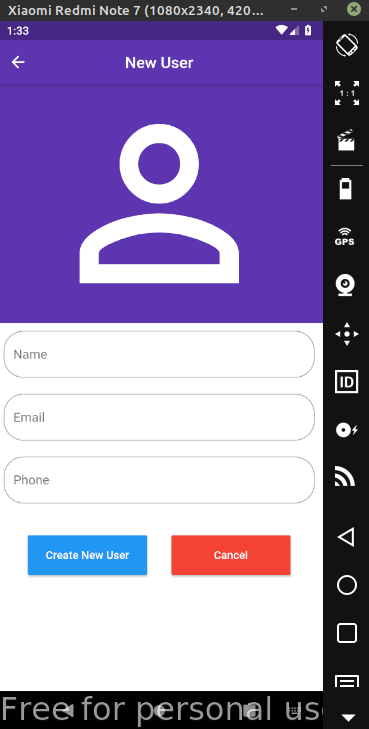 Xiaomi Redmi Note 7 (1080x2340, 420...
1:33
New User
1:1
GPS
Name
Email
ID
Phone
Create New User
Cancel
Free for personal us